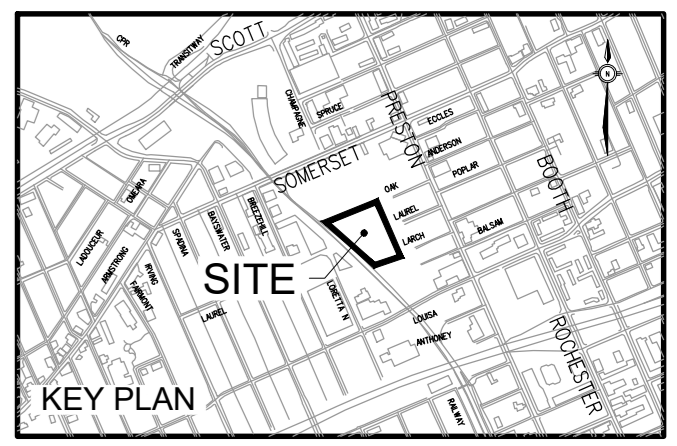 CPR
TRANSITWAY
SCOTT
CHAMPAGNE
SPRUCE
PRESTON
ECCLES
ANDERSON
POPLAR
BOOTH
N
SOMERSET
OAK
LAUREL
LARCH
BALSAM
OMEARA
LADOUCEUR
ARMSTRONG
IRVING
FAIRMONT
SPADINA
BAYSWATER
BREZZEHILL
SITE
LORETTA N
LAUREL
LOUISA
ANTHONEY
ROCHESTER
RAILWAY
KEY PLAN